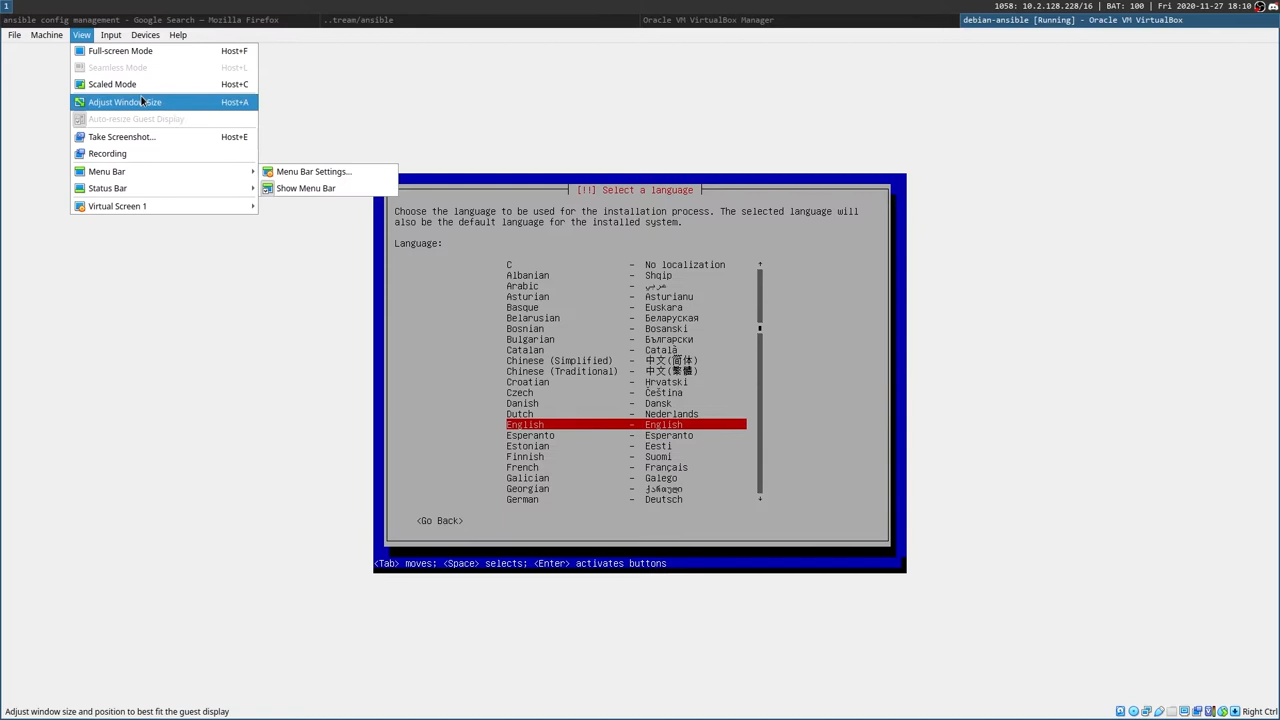 1
1058: 10.2.128.228/16 | BAT: 100 | Fri 2020-11-27 18:10
ansible config management - Google Search — Mozilla Firefox
..tream/ansible
Oracle VM VirtualBox Manager
debian-ansible [Running] - Oracle VM VirtualBox
File Machine View Input Devices Help
Full-screen Mode Host+F
Seamless Mode Host+L
Scaled Mode Host+C
Adjust Window Size Host+A
Auto-resize Guest Display
Take Screenshot... Host+E
Recording
Menu Bar
Status Bar
Virtual Screen 1
Menu Bar Settings...
Show Menu Bar
[!!] Select a language
Choose the language to be used for the installation process. The selected language will
also be the default language for the installed system.
Language:
C - No localization
Albanian - Shqip
Arabic - عربي
Asturian - Asturianu
Basque - Euskara
Belarusian - Беларуская
Bosnian - Bosanski
Bulgarian - Български
Catalan - Català
Chinese (Simplified) - 中文(简体)
Chinese (Traditional) - 中文(繁體)
Croatian - Hrvatski
Czech - Čeština
Danish - Dansk
Dutch - Nederlands
English - English
Esperanto - Esperanto
Estonian - Eesti
Finnish - Suomi
French - Français
Galician - Galego
Georgian - ქართული
German - Deutsch
<Go Back>
<Tab> moves; <Space> selects; <Enter> activates buttons
Adjust window size and position to best fit the guest display
Right Ctrl